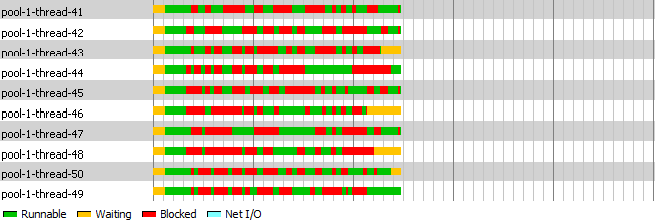 pool-1-thread-41
pool-1-thread-42
pool-1-thread-43
pool-1-thread-44
pool-1-thread-45
pool-1-thread-46
pool-1-thread-47
pool-1-thread-48
pool-1-thread-50
pool-1-thread-49
Runnable Waiting Blocked Net I/O